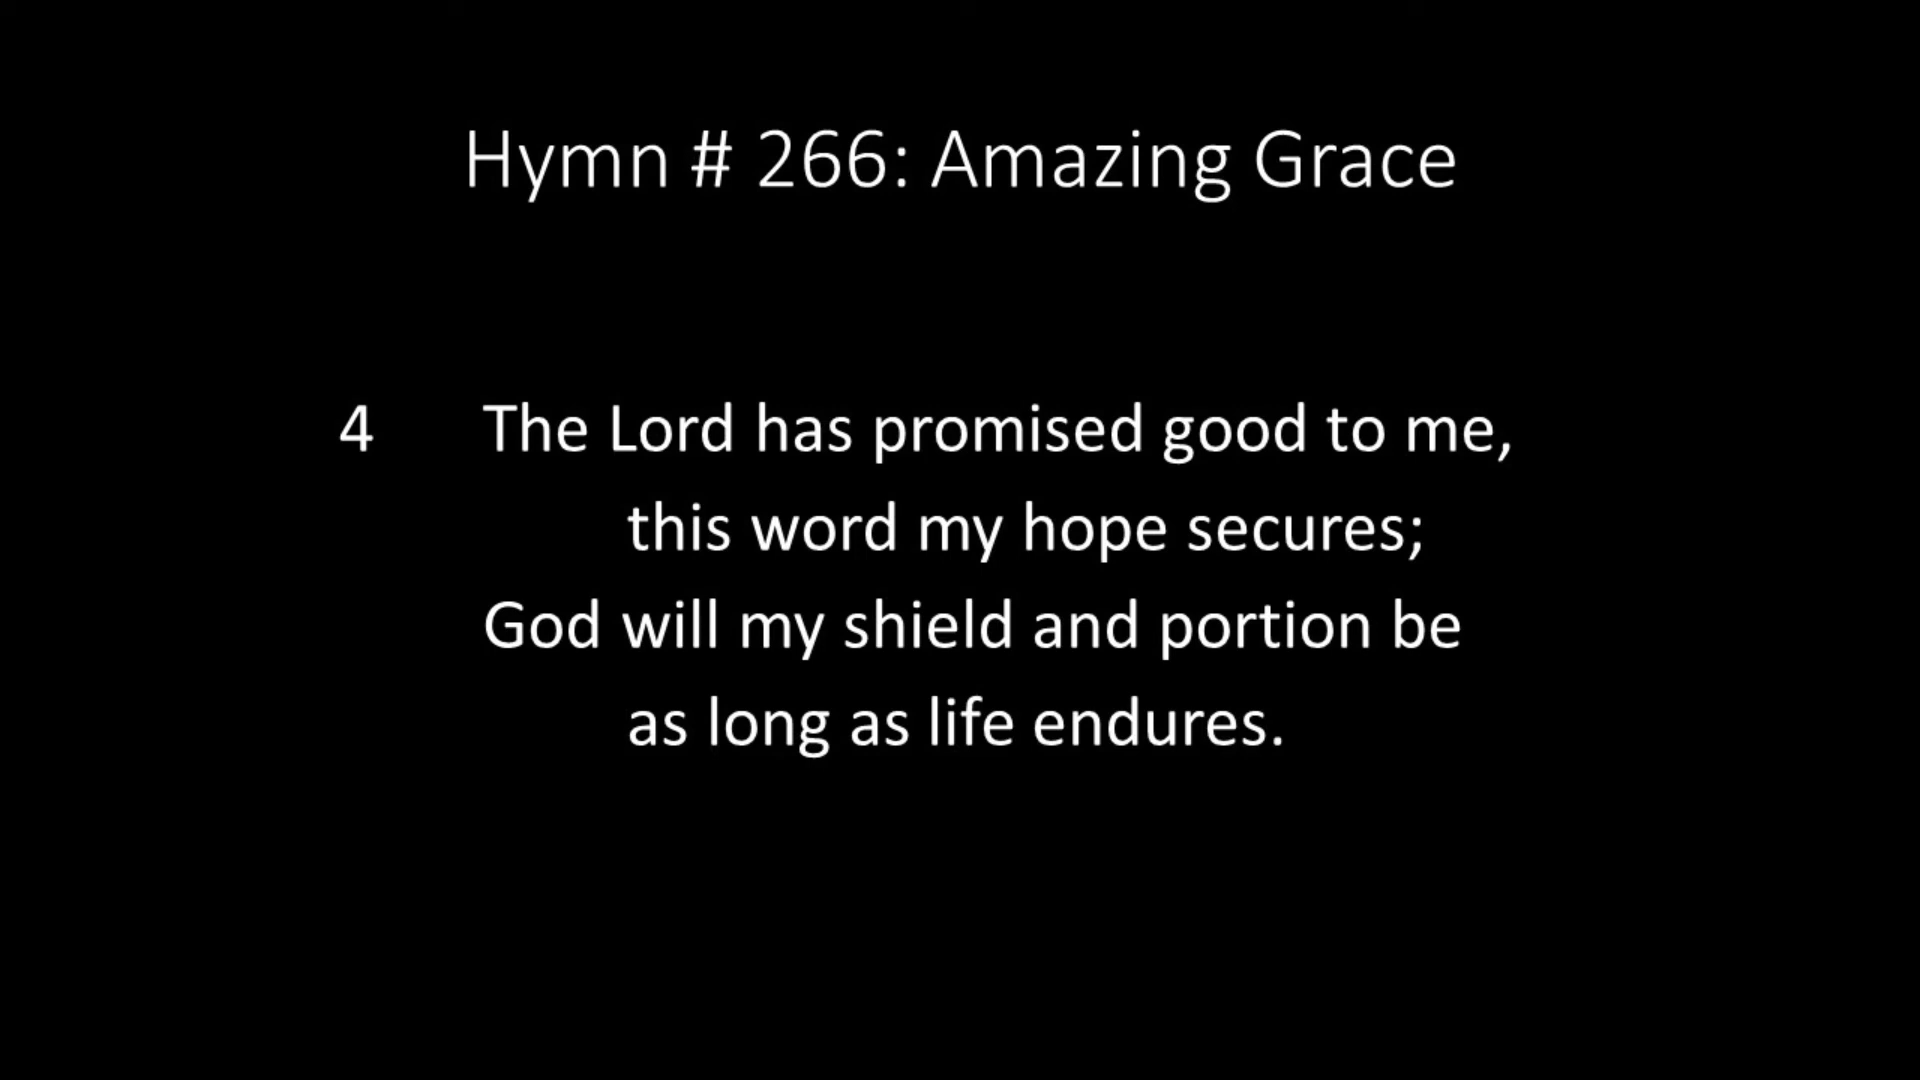 Hymn # 266: Amazing Grace
4 The Lord has promised good to me,
this word my hope secures;
God will my shield and portion be
as long as life endures.